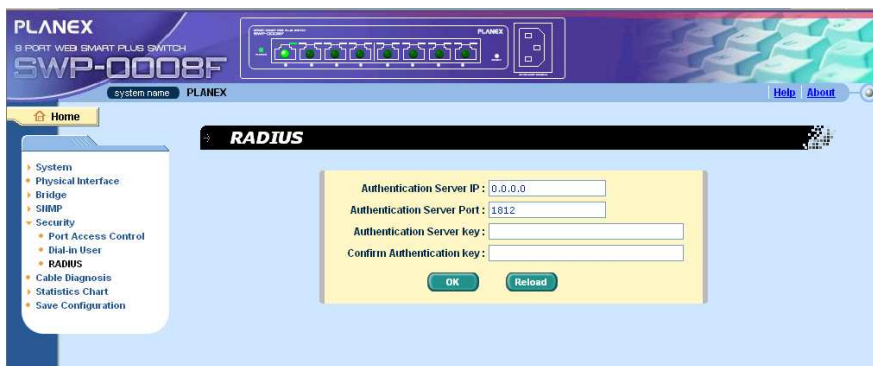 PLANEX
8 PORT WEB SMART PLUS SWITCH
SWP-0008F
PLANEX
system name PLANEX
Help About
Home
RADIUS
System
Physical Interface
Bridge
SNMP
Security
Port Access Control
Dial-in User
RADIUS
Cable Diagnosis
Statistics Chart
Save Configuration
Authentication Server IP : 0.0.0.0
Authentication Server Port : 1812
Authentication Server key :
Confirm Authentication key :
OK Reload